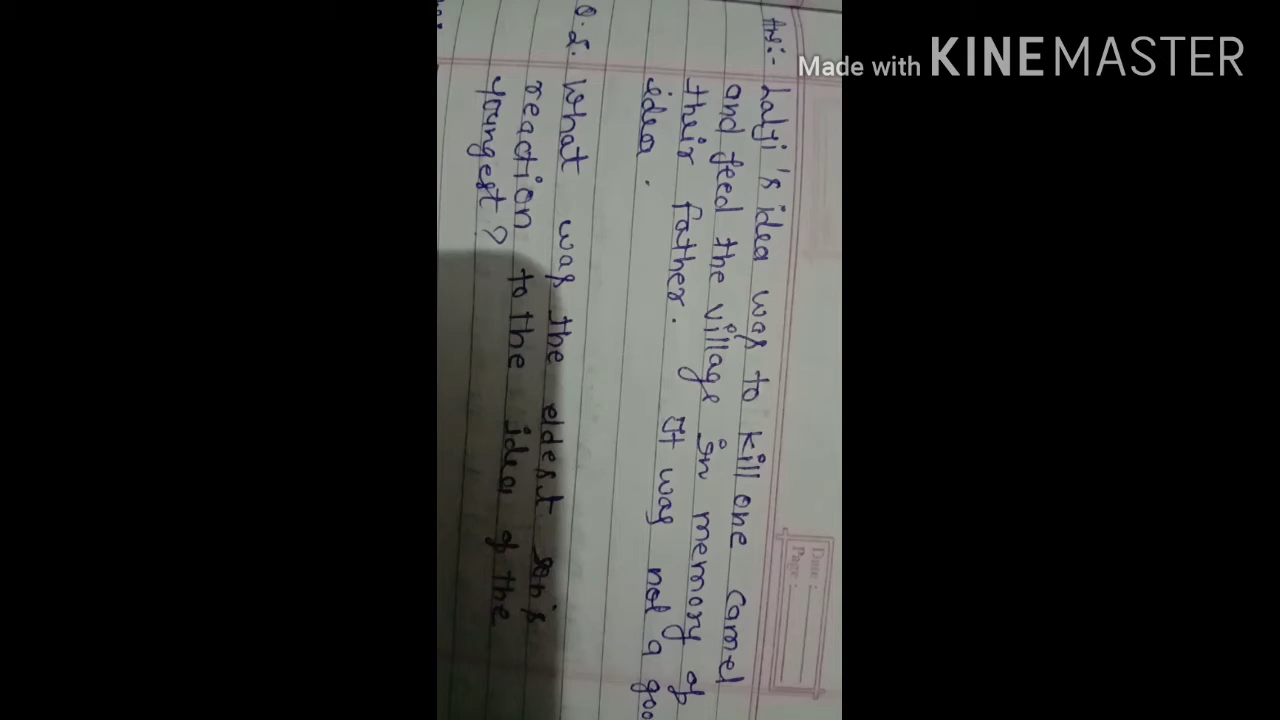 Made with KINEMASTER
Date :
Page :
Ans:- Lalji's idea was to kill one camel
and feed the village in memory of
their father. It was not a goo
idea.
Q.2. What was the eldest son's
reaction to the idea of the
youngest?